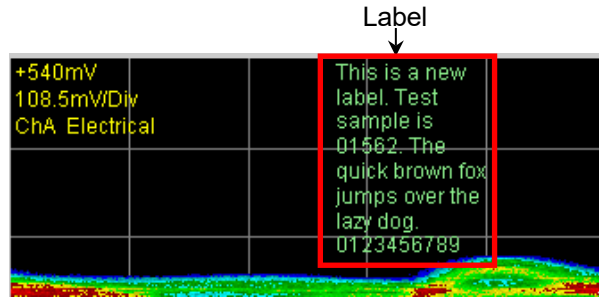 Label
+540mV
108.5mV/Div
ChA Electrical
This is a new
label. Test
sample is
01562. The
quick brown fox
jumps over the
lazy dog.
0123456789